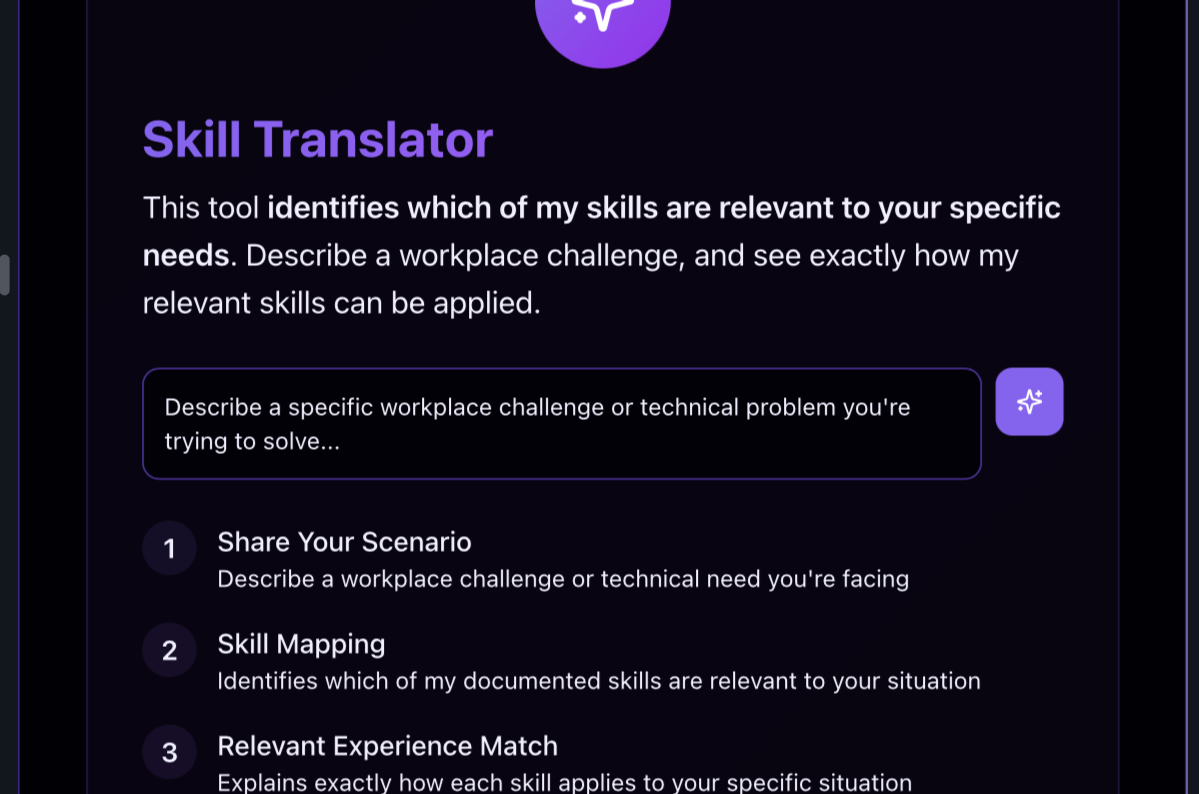 Skill Translator
This tool identifies which of my skills are relevant to your specific
needs. Describe a workplace challenge, and see exactly how my
relevant skills can be applied.
Describe a specific workplace challenge or technical problem you're
trying to solve...
1
Share Your Scenario
Describe a workplace challenge or technical need you're facing
2
Skill Mapping
Identifies which of my documented skills are relevant to your situation
3
Relevant Experience Match
Explains exactly how each skill applies to your specific situation